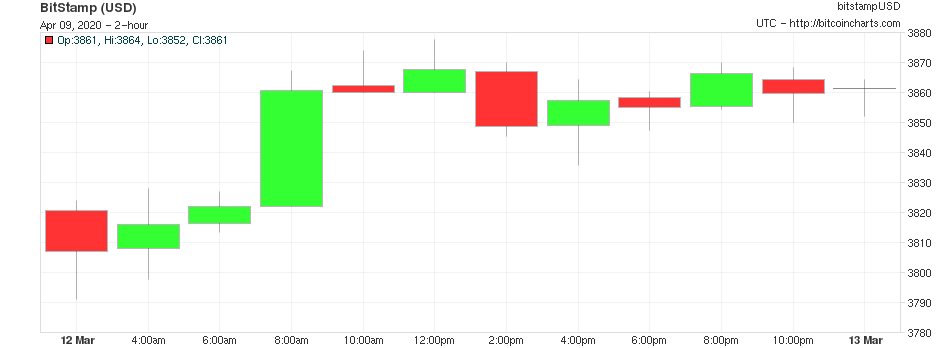 BitStamp (USD)
bitstampUSD
Apr 09, 2020 - 2-hour
UTC - http://bitcoincharts.com
Op:3861, Hi:3864, Lo:3852, Cl:3861
3880
3870
3860
3850
3840
3830
3820
3810
3800
3790
3780
12 Mar 4:00am 6:00am 8:00am 10:00am 12:00pm 2:00pm 4:00pm 6:00pm 8:00pm 10:00pm 13 Mar